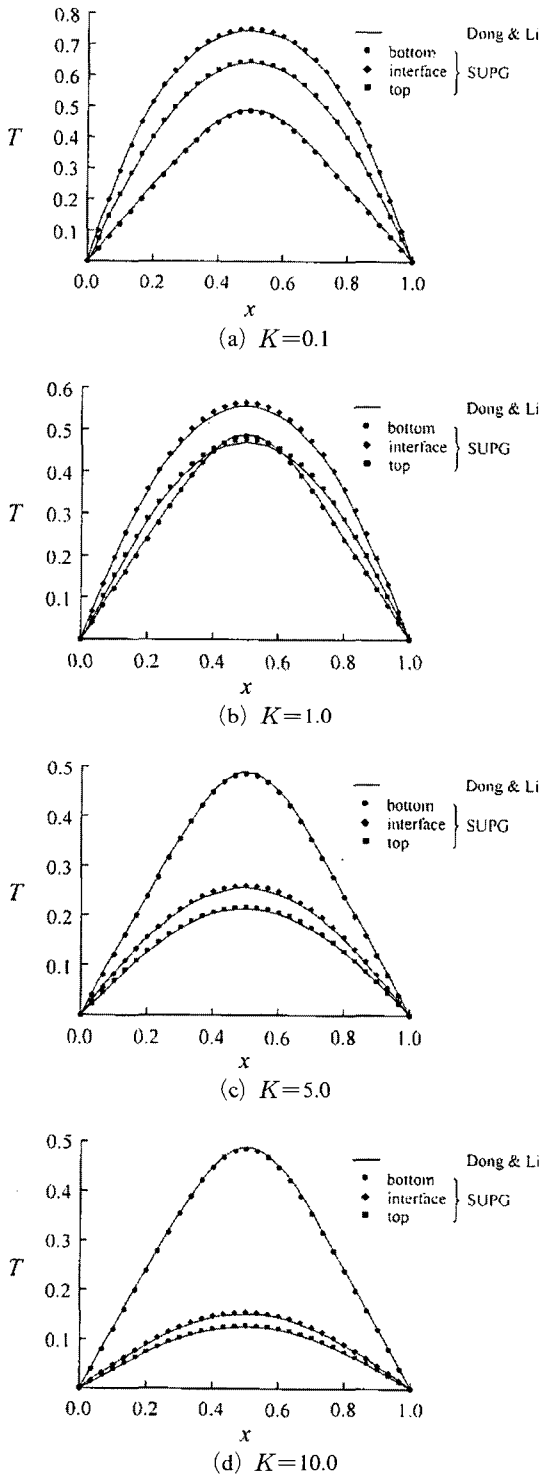 0.8
0.7
0.6
0.5
0.4
0.3
0.2
0.1
T
Dong & Li
bottom
interface
top
SUPG
0.0 0.2 0.4 0.6 0.8 1.0
x
(a) K=0.1
0.6
0.5
0.4
0.3
0.2
0.1
T
Dong & Li
bottom
interface
top
SUPG
0.0 0.2 0.4 0.6 0.8 1.0
x
(b) K=1.0
0.5
0.4
0.3
0.2
0.1
T
Dong & Li
bottom
interface
top
SUPG
0.0 0.2 0.4 0.6 0.8 1.0
x
(c) K=5.0
0.5
0.4
0.3
0.2
0.1
T
Dong & Li
bottom
interface
top
SUPG
0.0 0.2 0.4 0.6 0.8 1.0
x
(d) K=10.0